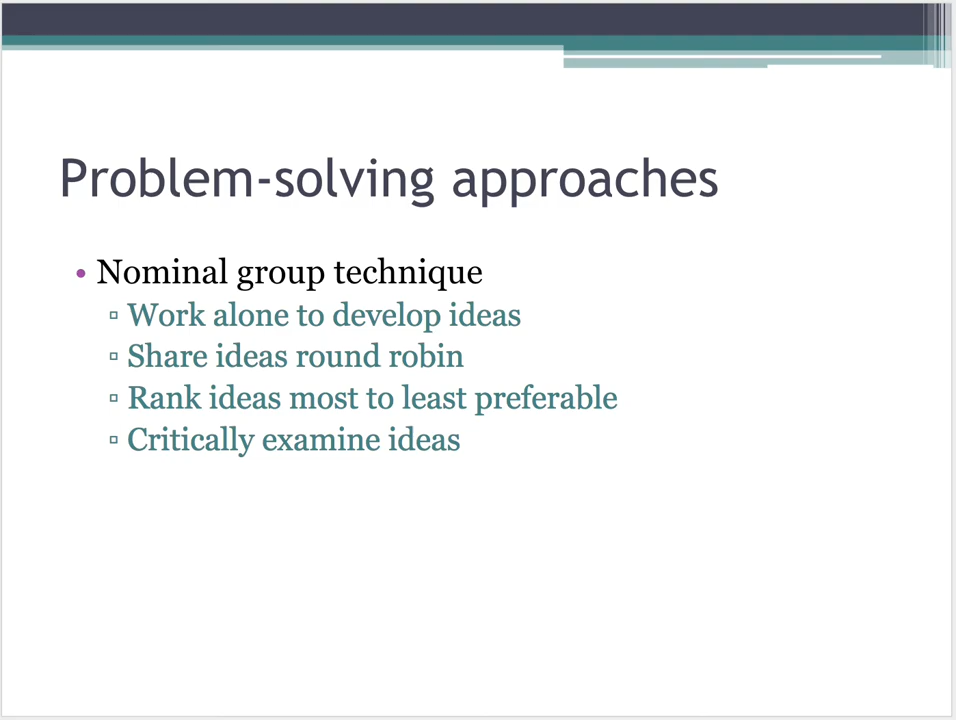 Problem-solving approaches
• Nominal group technique
▫ Work alone to develop ideas
▫ Share ideas round robin
▫ Rank ideas most to least preferable
▫ Critically examine ideas